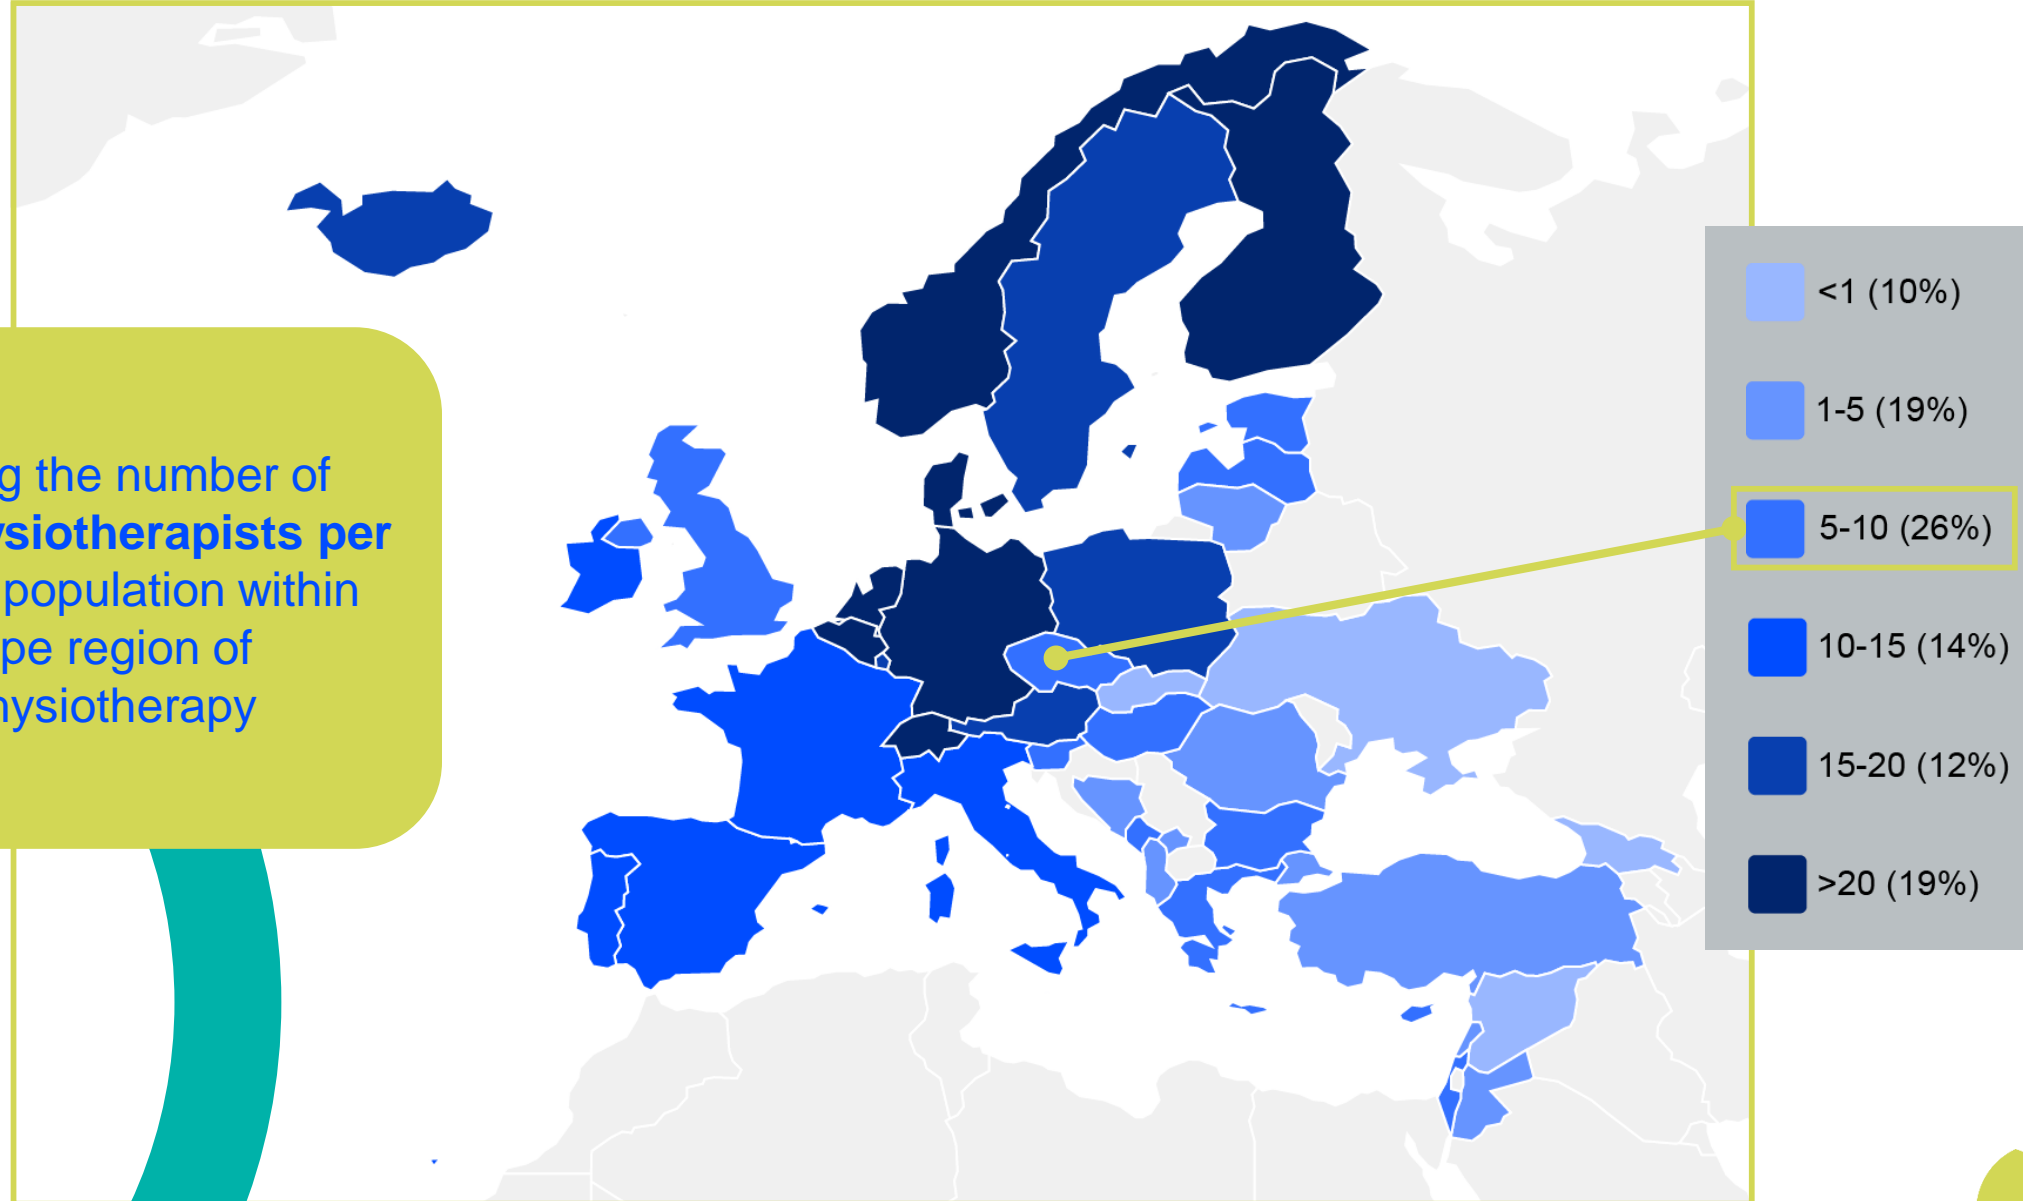 g the number of
ysiotherapists per
population within
pe region of
hysiotherapy
<1 (10%)
1-5 (19%)
5-10 (26%)
10-15 (14%)
15-20 (12%)
>20 (19%)